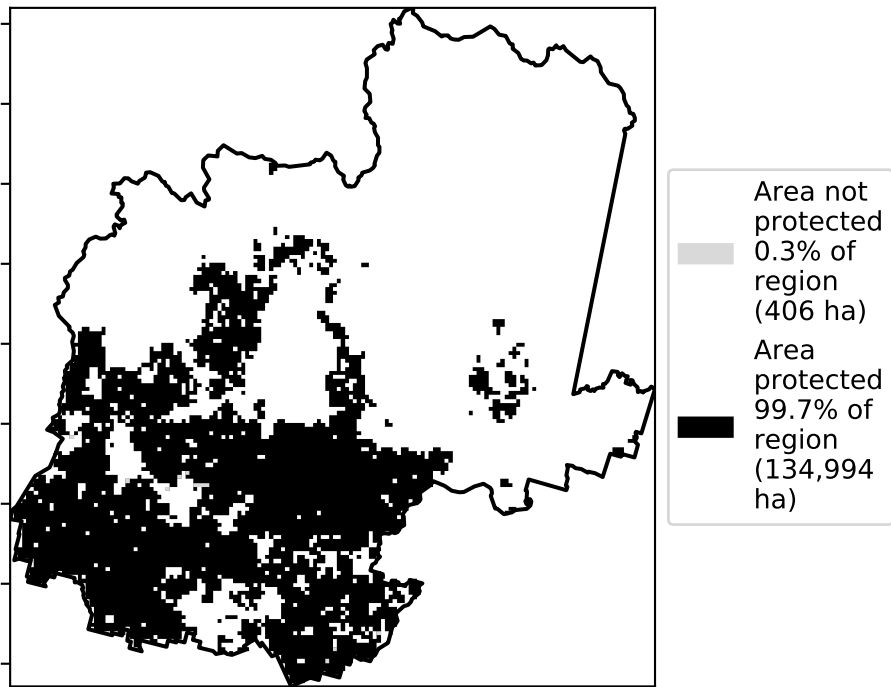 Area not
protected
0.3% of
region
(406 ha)
Area
protected
99.7% of
region
(134,994
ha)